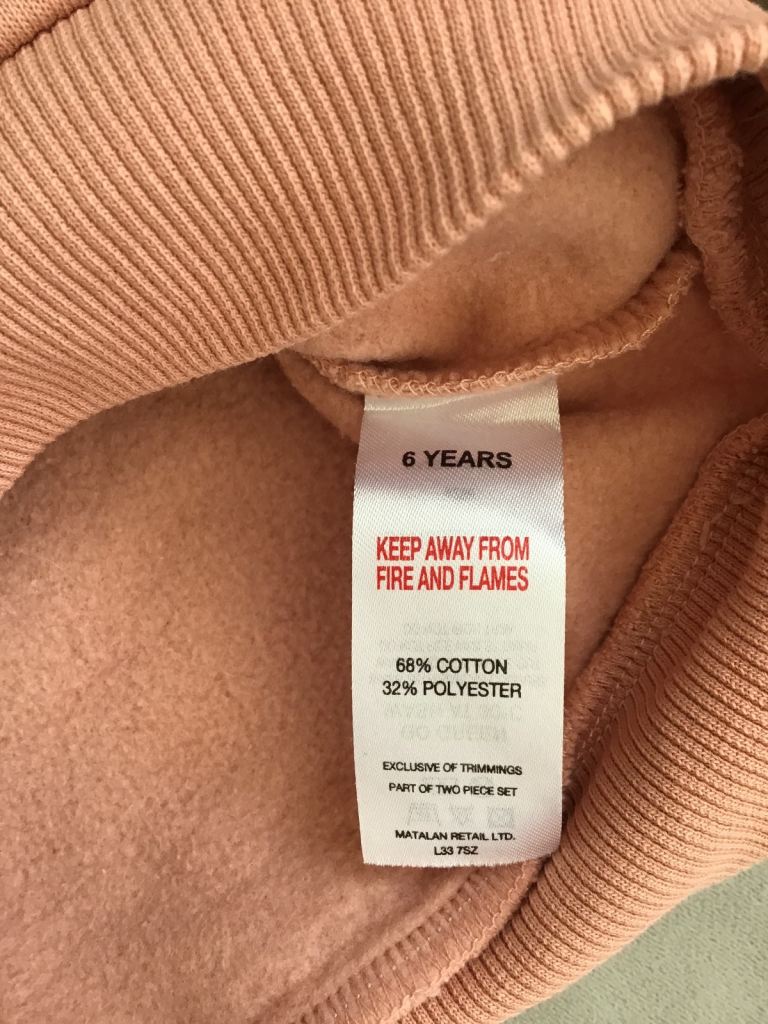 6 YEARS
KEEP AWAY FROM
FIRE AND FLAMES
68% COTTON
32% POLYESTER
EXCLUSIVE OF TRIMMINGS
PART OF TWO PIECE SET
MATALAN RETAIL LTD.
L33 7SZ